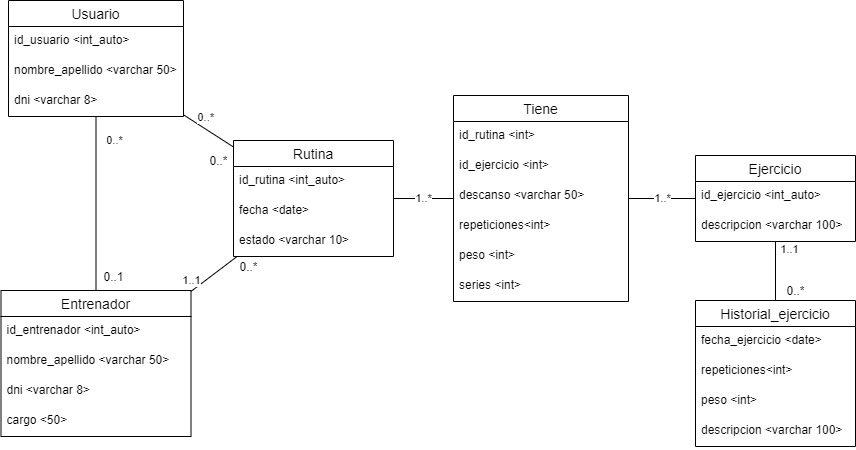 Usuario
id_usuario <int_auto>
nombre_apellido <varchar 50>
dni <varchar 8>
0..*
0..*
0..*
0..1
Rutina
id_rutina <int_auto>
fecha <date>
estado <varchar 10>
1..1
0..*
Entrenador
id_entrenador <int_auto>
nombre_apellido <varchar 50>
dni <varchar 8>
cargo <50>
1..*
Tiene
id_rutina <int>
id_ejercicio <int>
descanso <varchar 50>
repeticiones<int>
peso <int>
series <int>
1..*
Ejercicio
id_ejercicio <int_auto>
descripcion <varchar 100>
1..1
0..*
Historial_ejercicio
fecha_ejercicio <date>
repeticiones<int>
peso <int>
descripcion <varchar 100>